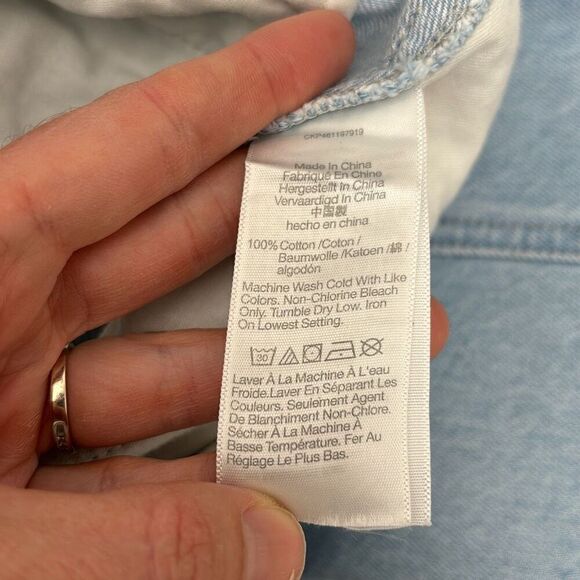 CKP461197919
Made In China
Fabriqué En Chine
Hergestellt In China
Vervaardigd In China
中國製
hecho en china
100% Cotton /Coton/
Baumwolle /Katoen /綿/
algodón
Machine Wash Cold With Like
Colors. Non-Chlorine Bleach
Only. Tumble Dry Low. Iron
On Lowest Setting.
30
Laver À La Machine À L'eau
Froide.Laver En Séparant Les
Couleurs. Seulement Agent
De Blanchiment Non-Chlore.
Sécher À La Machine À
Basse Température. Fer Au
Réglage Le Plus Bas.